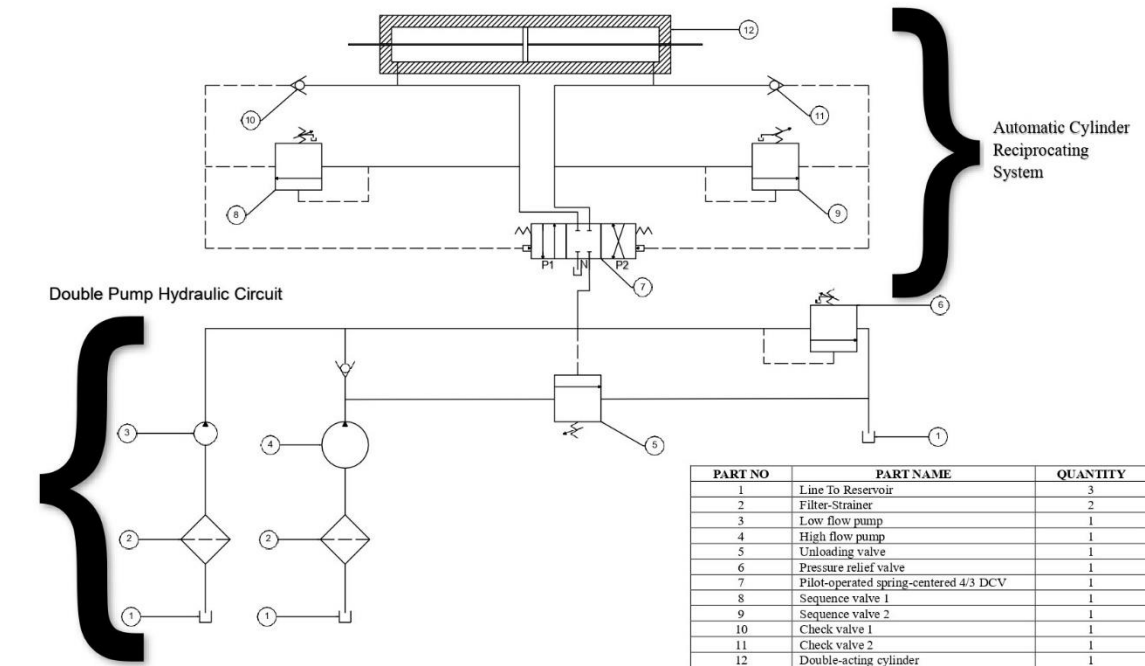 12
10
11
Automatic Cylinder
Reciprocating
System
8
9
P1 N P2
7
Double Pump Hydraulic Circuit
6
3
4
5
1
2
2
1
1
PART NO PART NAME QUANTITY
1 Line To Reservoir 3
2 Filter-Strainer 2
3 Low flow pump 1
4 High flow pump 1
5 Unloading valve 1
6 Pressure relief valve 1
7 Pilot-operated spring-centered 4/3 DCV 1
8 Sequence valve 1 1
9 Sequence valve 2 1
10 Check valve 1 1
11 Check valve 2 1
12 Double-acting cylinder 1